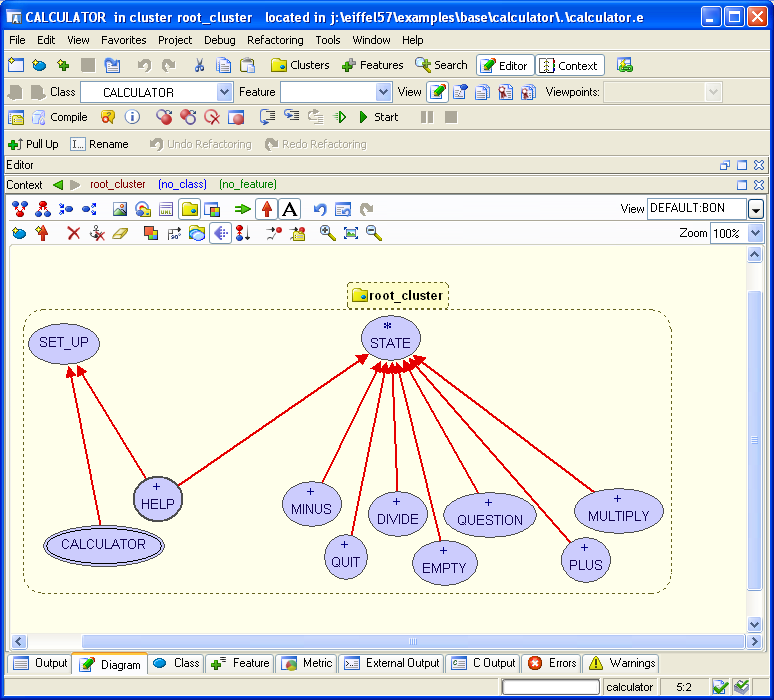 CALCULATOR in cluster root_cluster located in j:\eiffel57\examples\base\calculator\.\calculator.e
File Edit View Favorites Project Debug Refactoring Tools Window Help
Clusters Features Search Editor Context
Class CALCULATOR Feature View Viewpoints:
Compile Start
Pull Up I... Rename Undo Refactoring Redo Refactoring
Editor
Context root_cluster (no_class) (no_feature)
URL A View DEFAULT:BON
Zoom 100%
root_cluster
*
SET_UP STATE
+
HELP
+ + + +
MINUS DIVIDE QUESTION MULTIPLY
CALCULATOR
+ + +
QUIT EMPTY PLUS
Output Diagram Class Feature Metric External Output C Output Errors Warnings
calculator 5:2